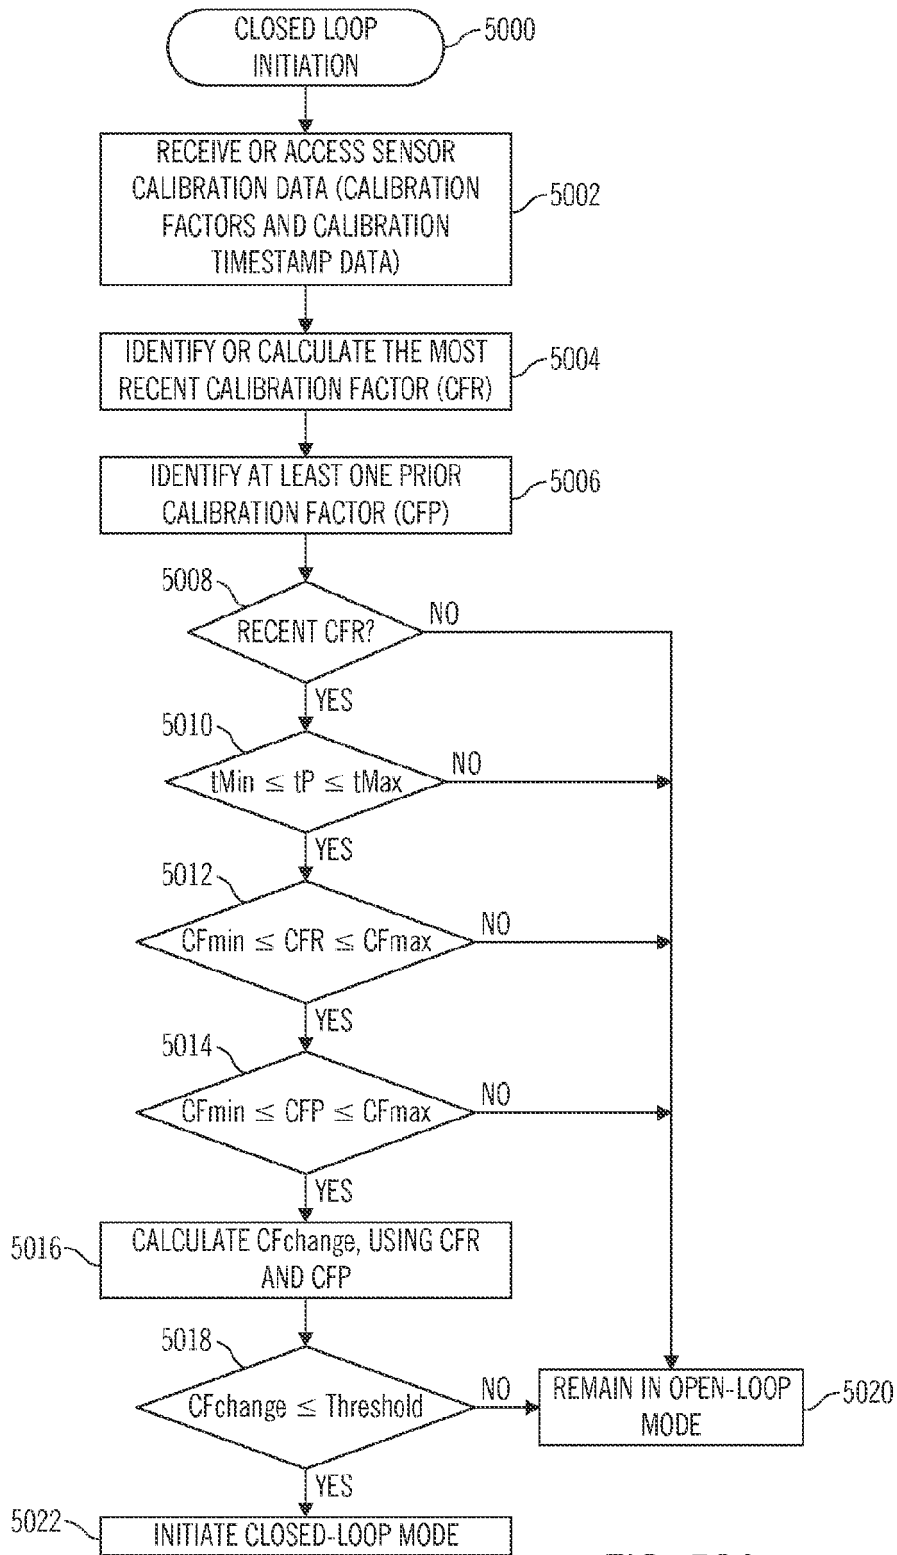 CLOSED LOOP
INITIATION
5000
RECEIVE OR ACCESS SENSOR
CALIBRATION DATA (CALIBRATION
FACTORS AND CALIBRATION
TIMESTAMP DATA)
5002
IDENTIFY OR CALCULATE THE MOST
RECENT CALIBRATION FACTOR (CFR)
5004
IDENTIFY AT LEAST ONE PRIOR
CALIBRATION FACTOR (CFP)
5006
5008
RECENT CFR?
NO
YES
5010
tMin ≤ tP ≤ tMax
NO
YES
5012
CFmin ≤ CFR ≤ CFmax
NO
YES
5014
CFmin ≤ CFP ≤ CFmax
NO
YES
5016
CALCULATE CFchange, USING CFR
AND CFP
5018
CFchange ≤ Threshold
NO
REMAIN IN OPEN-LOOP
MODE
5020
YES
5022
INITIATE CLOSED-LOOP MODE